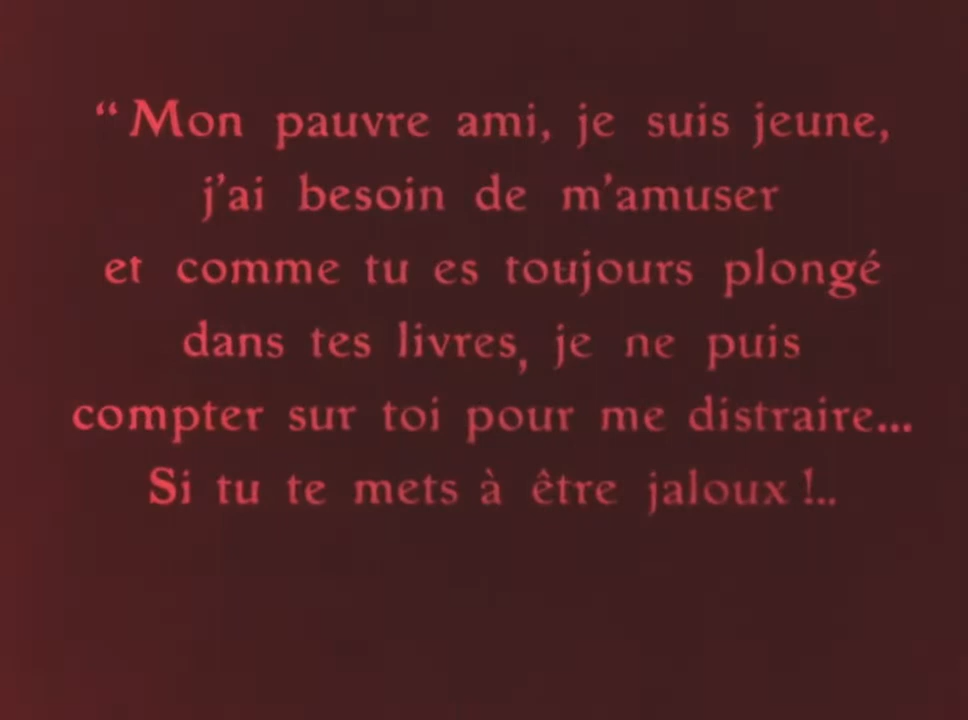 “Mon pauvre ami, je suis jeune,
j’ai besoin de m’amuser
et comme tu es toujours plongé
dans tes livres, je ne puis
compter sur toi pour me distraire...
Si tu te mets à être jaloux !..